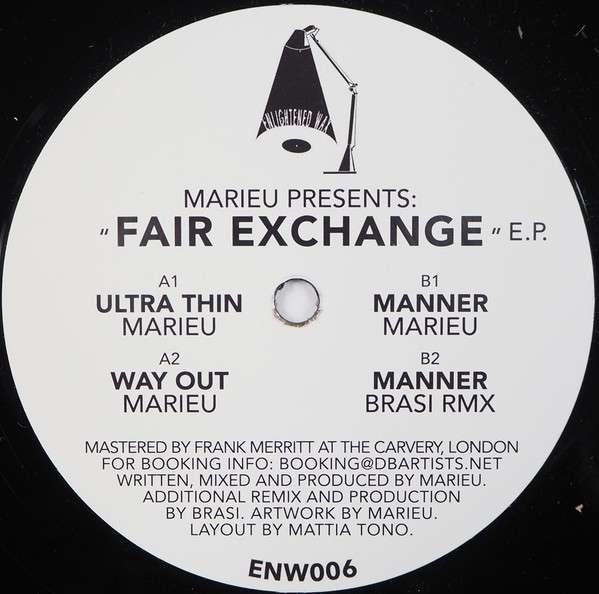 ENLIGHTENED WAX
MARIEU PRESENTS:
"FAIR EXCHANGE" E.P.
A1
ULTRA THIN
MARIEU
A2
WAY OUT
MARIEU
B1
MANNER
MARIEU
B2
MANNER
BRASI RMX
MASTERED BY FRANK MERRITT AT THE CARVERY, LONDON
FOR BOOKING INFO: BOOKING@DBARTISTS.NET
WRITTEN, MIXED AND PRODUCED BY MARIEU.
ADDITIONAL REMIX AND PRODUCTION
BY BRASI. ARTWORK BY MARIEU.
LAYOUT BY MATTIA TONO.
ENW006